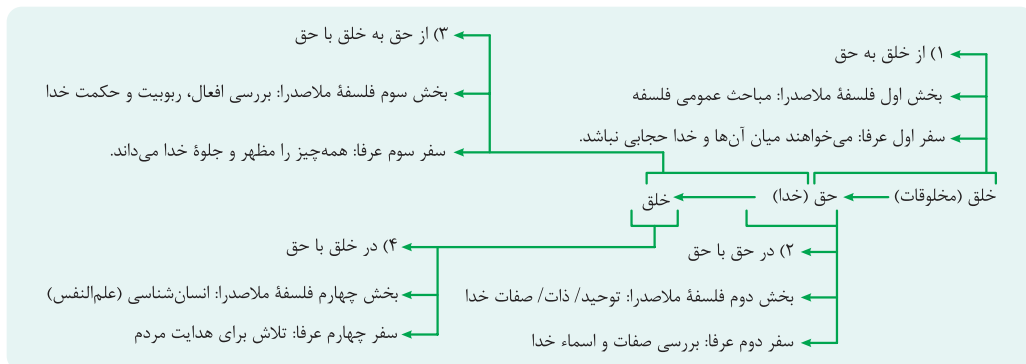 ۱) از خلق به حق
بخش اول فلسفهٔ ملاصدرا: مباحث عمومی فلسفه
سفر اول عرفا: می‌خواهند میان آن‌ها و خدا حجابی نباشد.
۳) از حق به خلق با حق
بخش سوم فلسفهٔ ملاصدرا: بررسی افعال، ربوبیت و حکمت خدا
سفر سوم عرفا: همه‌چیز را مظهر و جلوهٔ خدا می‌داند.
خلق (مخلوقات) حق (خدا) خلق
۲) در حق با حق
بخش دوم فلسفهٔ ملاصدرا: توحید/ ذات/ صفات خدا
سفر دوم عرفا: بررسی صفات و اسماء خدا
۴) در خلق با حق
بخش چهارم فلسفهٔ ملاصدرا: انسان‌شناسی (علم‌النفس)
سفر چهارم عرفا: تلاش برای هدایت مردم